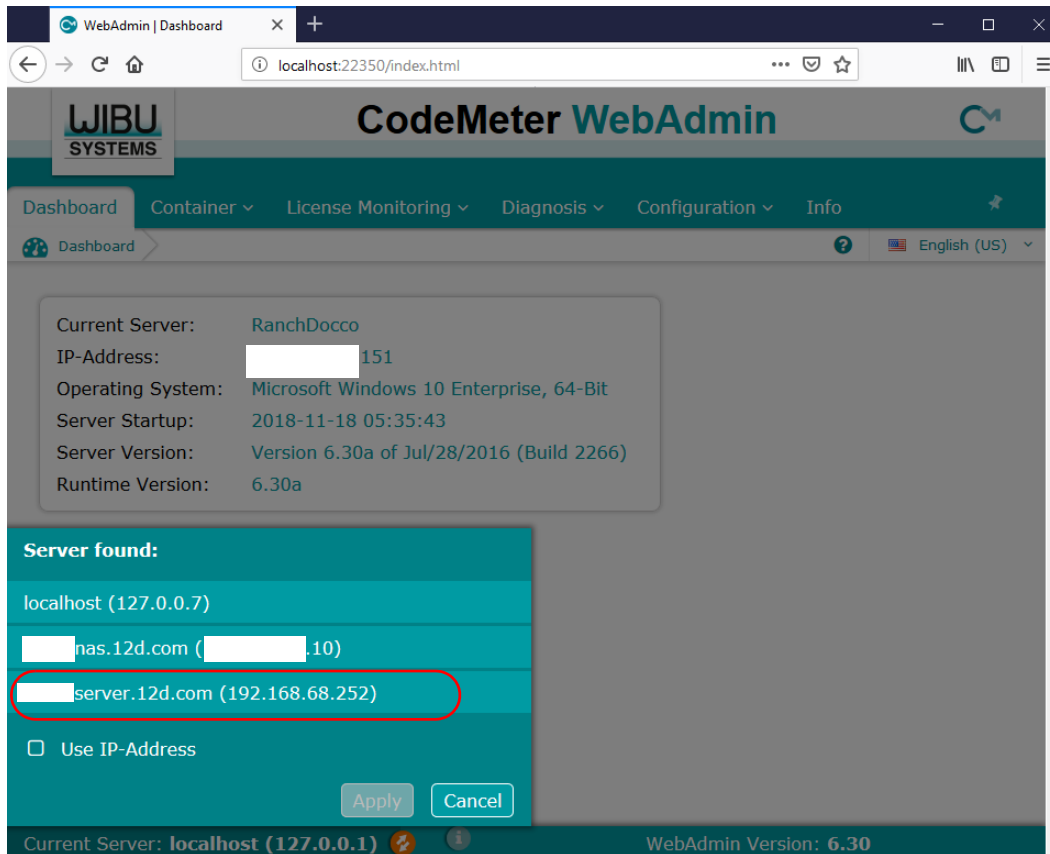 WebAdmin | Dashboard
localhost:22350/index.html
WIBU
SYSTEMS
CodeMeter WebAdmin
CM
Dashboard Container License Monitoring Diagnosis Configuration Info
Dashboard English (US)
Current Server: RanchDocco
IP-Address: 151
Operating System: Microsoft Windows 10 Enterprise, 64-Bit
Server Startup: 2018-11-18 05:35:43
Server Version: Version 6.30a of Jul/28/2016 (Build 2266)
Runtime Version: 6.30a
Server found:
localhost (127.0.0.7)
nas.12d.com ( .10)
server.12d.com (192.168.68.252)
Use IP-Address
Apply Cancel
Current Server: localhost (127.0.0.1) WebAdmin Version: 6.30